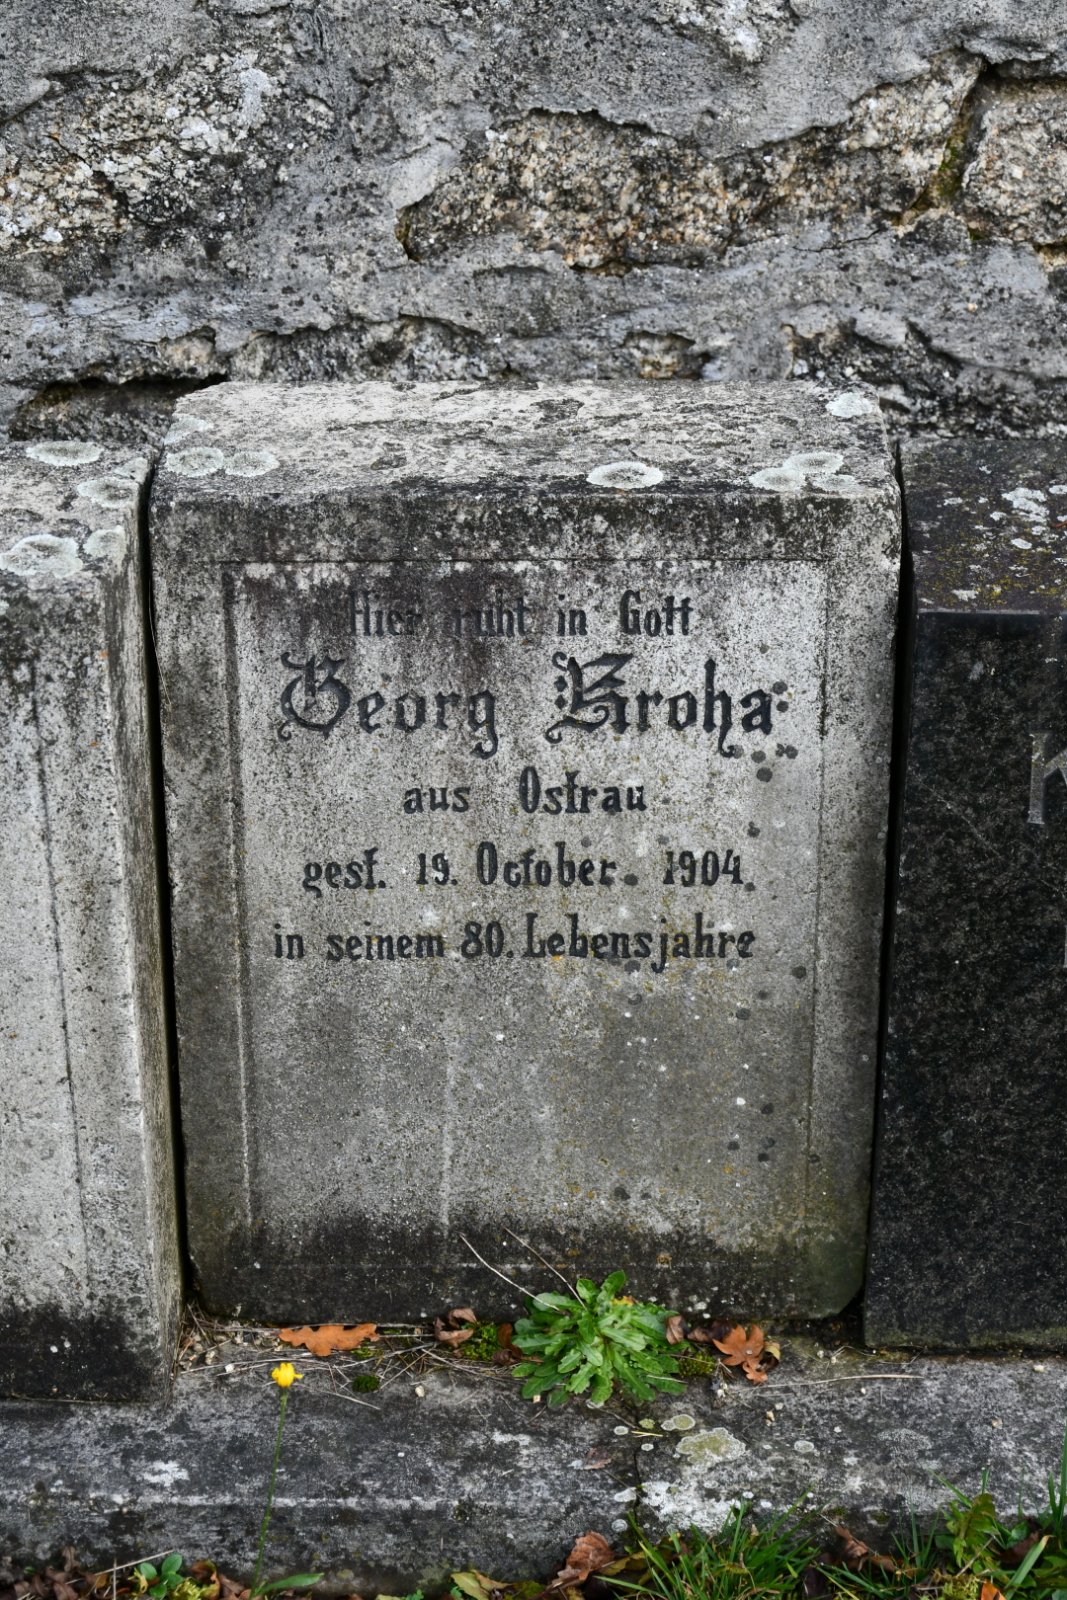 Hier ruht in Gott
Georg Kroha
aus Ostrau
gest. 19. October 1904.
in seinem 80. Lebensjahre
K